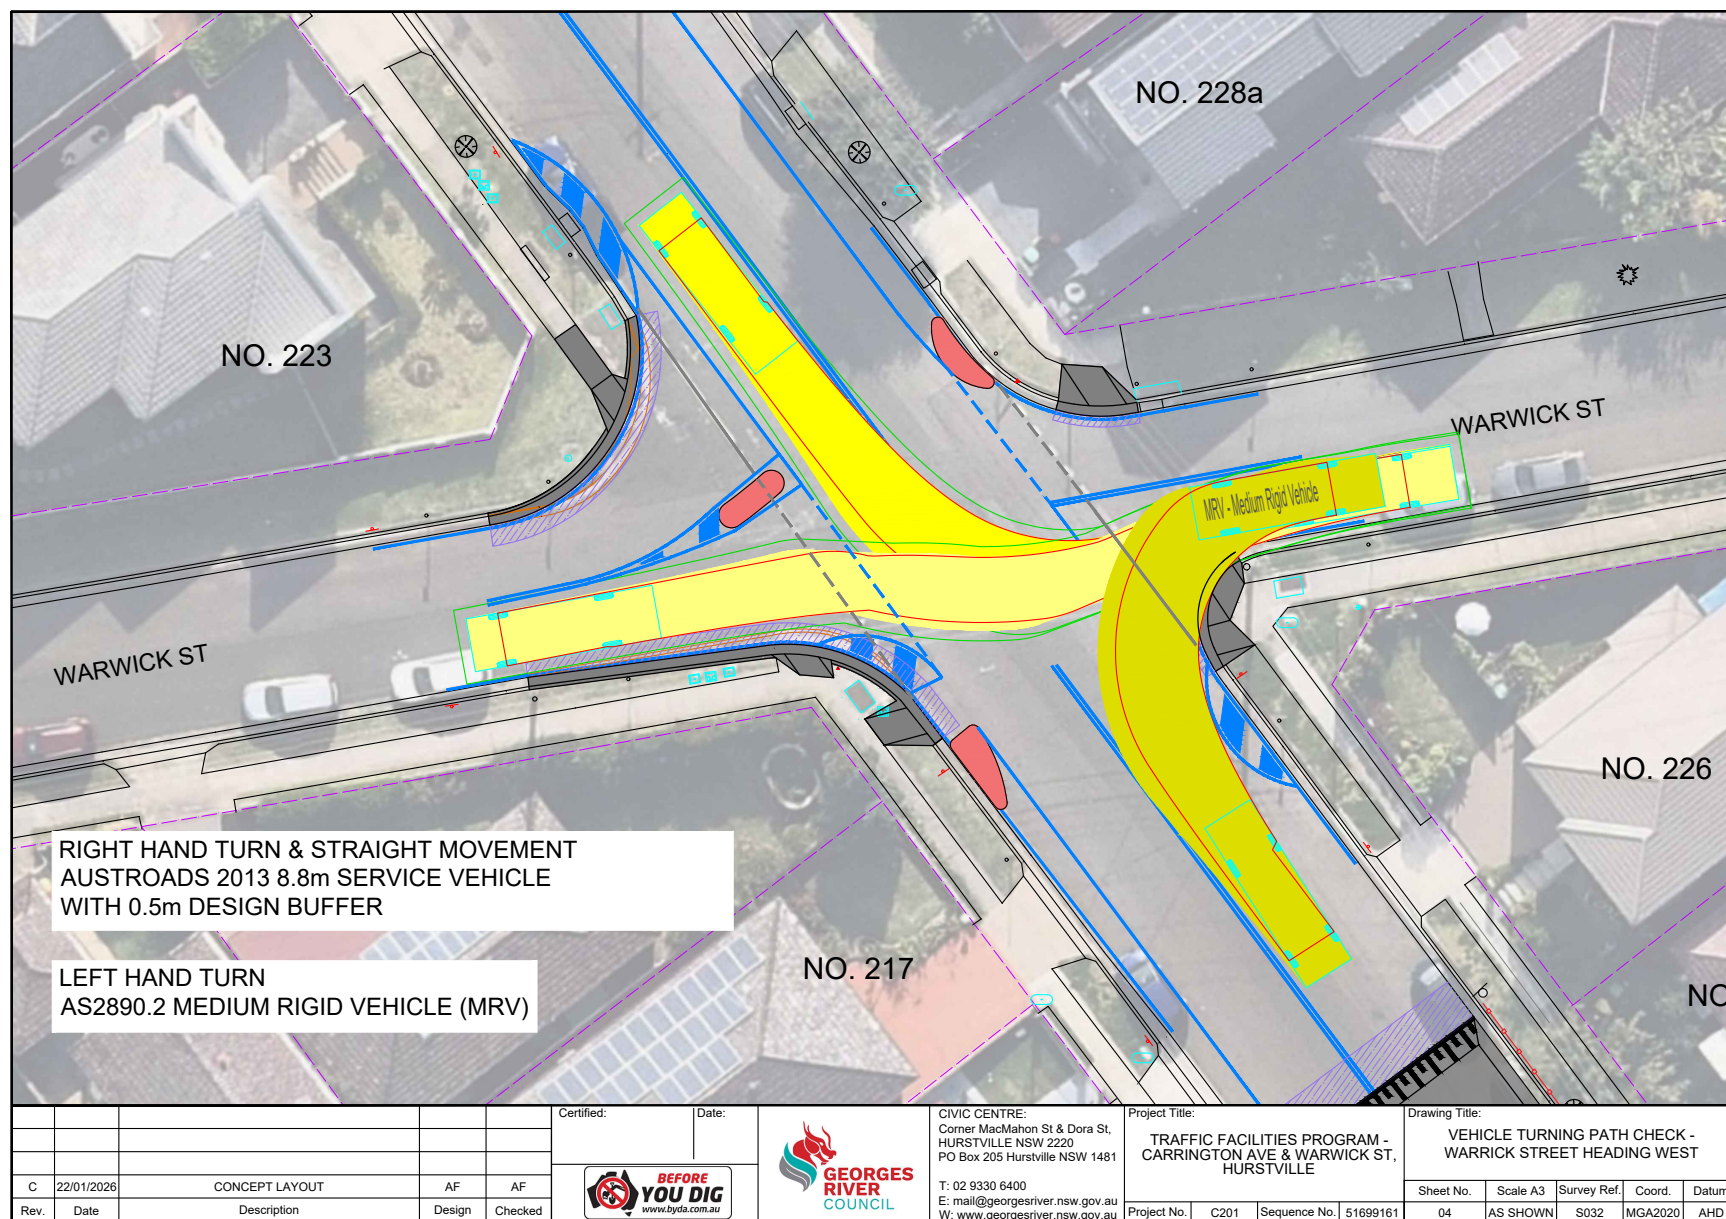 NO. 228a
NO. 223
WARWICK ST
MRV - Medium Rigid Vehicle
WARWICK ST
NO. 226
RIGHT HAND TURN & STRAIGHT MOVEMENT
AUSTROADS 2013 8.8m SERVICE VEHICLE
WITH 0.5m DESIGN BUFFER
NO. 217
LEFT HAND TURN
AS2890.2 MEDIUM RIGID VEHICLE (MRV)
NO
C 22/01/2026 CONCEPT LAYOUT AF AF
Rev. Date Description Design Checked
Certified: Date:
BEFORE
YOU DIG
www.byda.com.au
GEORGES
RIVER
COUNCIL
CIVIC CENTRE:
Corner MacMahon St & Dora St,
HURSTVILLE NSW 2220
PO Box 205 Hurstville NSW 1481
T: 02 9330 6400
E: mail@georgesriver.nsw.gov.au
W: www.georgesriver.nsw.gov.au
Project Title:
TRAFFIC FACILITIES PROGRAM -
CARRINGTON AVE & WARWICK ST,
HURSTVILLE
Project No. C201 Sequence No. 51699161
Drawing Title:
VEHICLE TURNING PATH CHECK -
WARRICK STREET HEADING WEST
Sheet No. Scale A3 Survey Ref. Coord. Datum
04 AS SHOWN S032 MGA2020 AHD